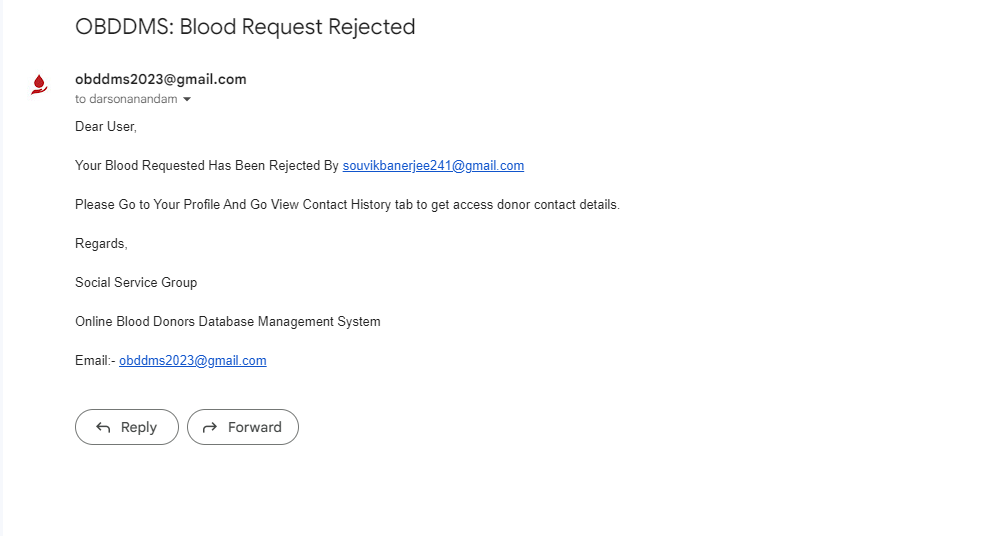 OBDDMS: Blood Request Rejected
obddms2023@gmail.com
to darsonanandam
Dear User,
Your Blood Requested Has Been Rejected By souvikbanerjee241@gmail.com
Please Go to Your Profile And Go View Contact History tab to get access donor contact details.
Regards,
Social Service Group
Online Blood Donors Database Management System
Email:- obddms2023@gmail.com
Reply Forward